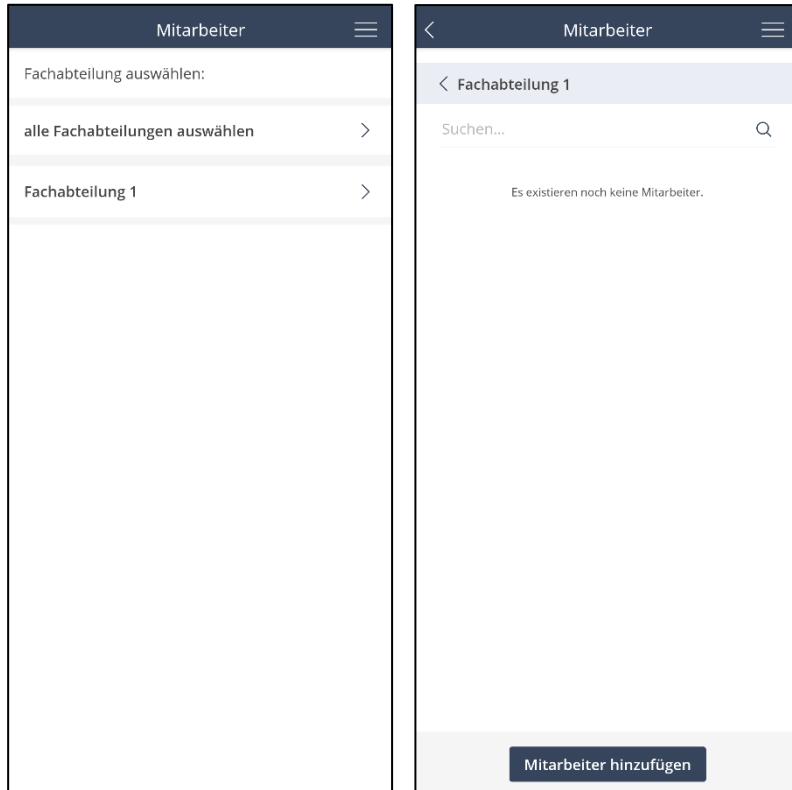 Mitarbeiter
Fachabteilung auswählen:
alle Fachabteilungen auswählen
Fachabteilung 1
Mitarbeiter
Fachabteilung 1
Suchen...
Es existieren noch keine Mitarbeiter.
Mitarbeiter hinzufügen